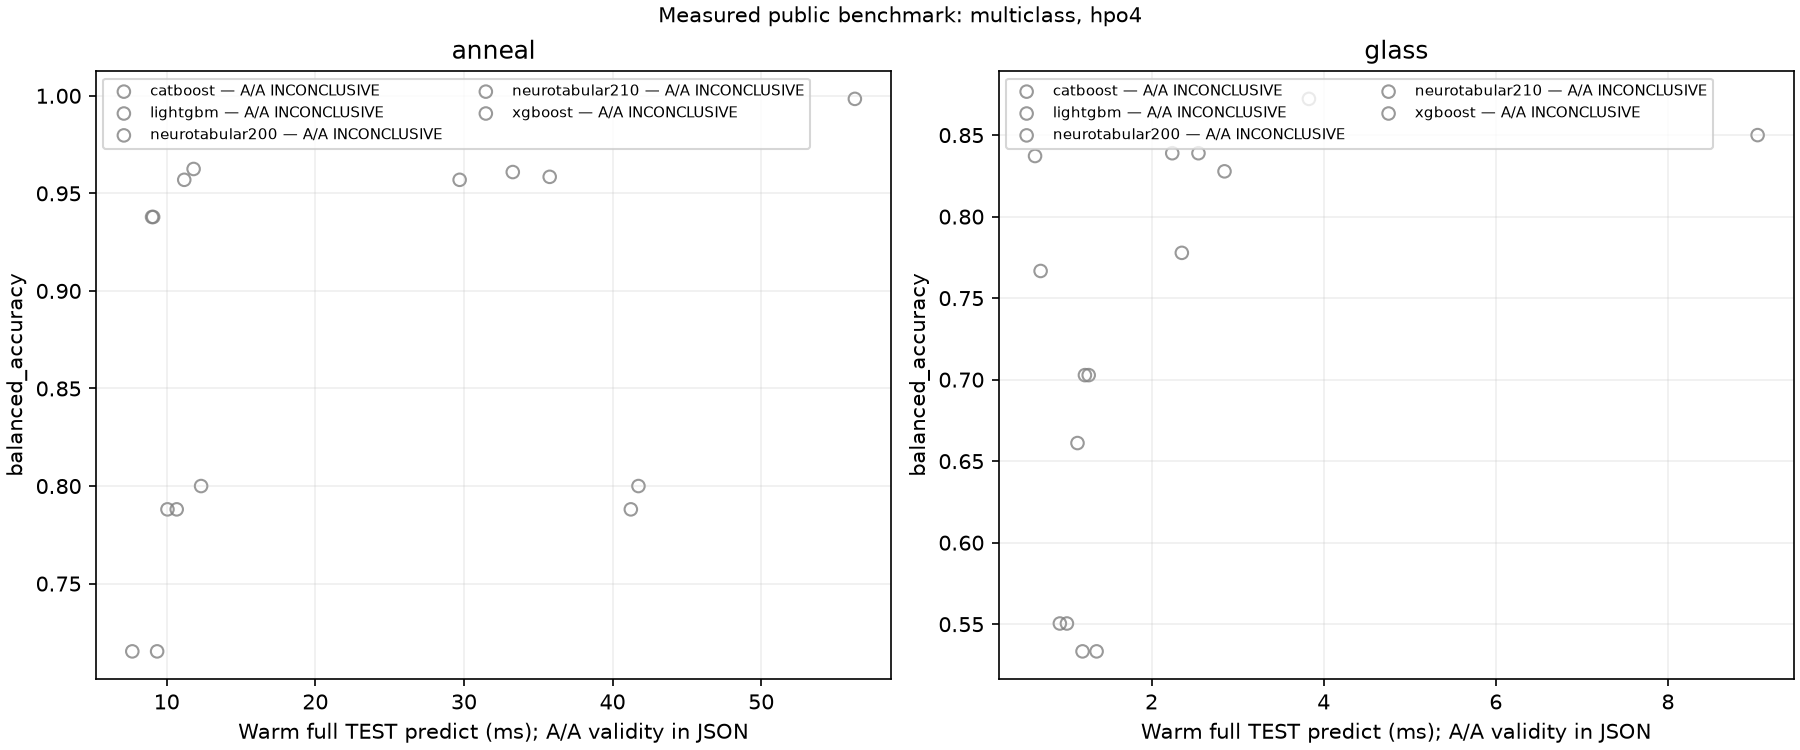 Measured public benchmark: multiclass, hpo4
anneal
catboost — A/A INCONCLUSIVE
lightgbm — A/A INCONCLUSIVE
neurotabular200 — A/A INCONCLUSIVE
neurotabular210 — A/A INCONCLUSIVE
xgboost — A/A INCONCLUSIVE
balanced_accuracy
1.00
0.95
0.90
0.85
0.80
0.75
10 20 30 40 50
Warm full TEST predict (ms); A/A validity in JSON
glass
catboost — A/A INCONCLUSIVE
lightgbm — A/A INCONCLUSIVE
neurotabular200 — A/A INCONCLUSIVE
neurotabular210 — A/A INCONCLUSIVE
xgboost — A/A INCONCLUSIVE
balanced_accuracy
0.85
0.80
0.75
0.70
0.65
0.60
0.55
2 4 6 8
Warm full TEST predict (ms); A/A validity in JSON